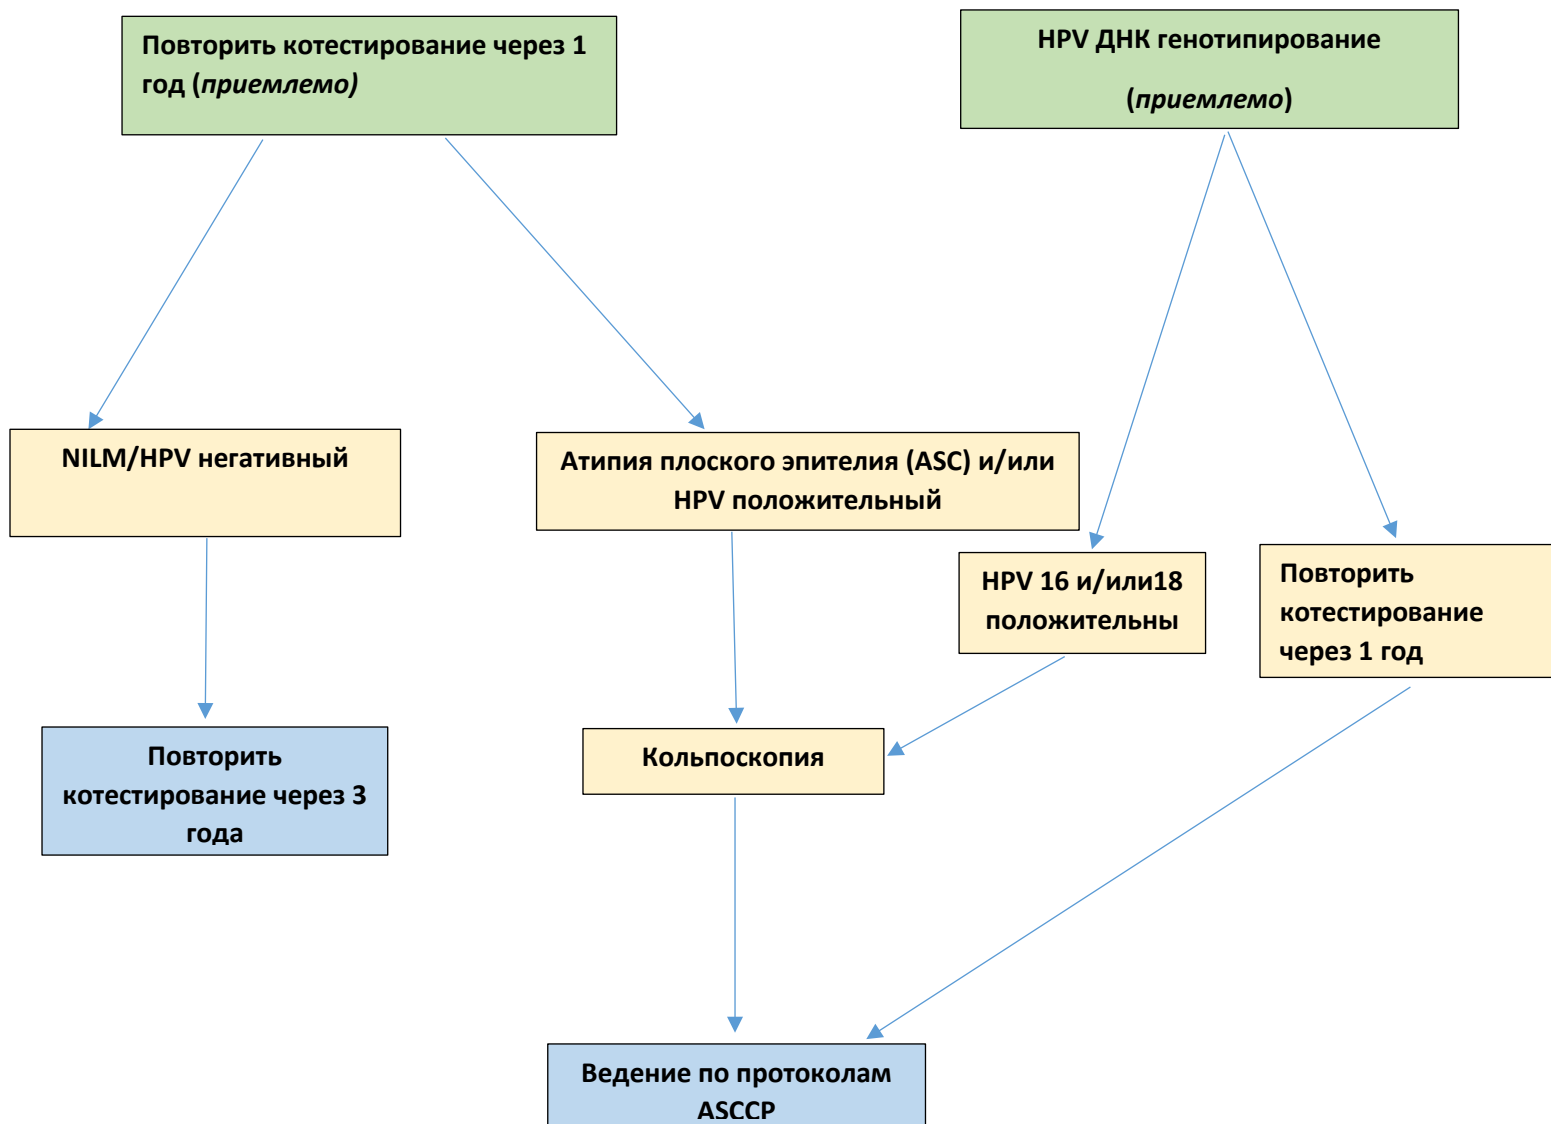 Повторить котестирование через 1
год (приемлемо)
HPV ДНК генотипирование
(приемлемо)
NILM/HPV негативный
Атипия плоского эпителия (ASC) и/или
HPV положительный
HPV 16 и/или18
положительны
Повторить
котестирование
через 1 год
Повторить
котестирование через 3
года
Кольпоскопия
Ведение по протоколам
ASCCP